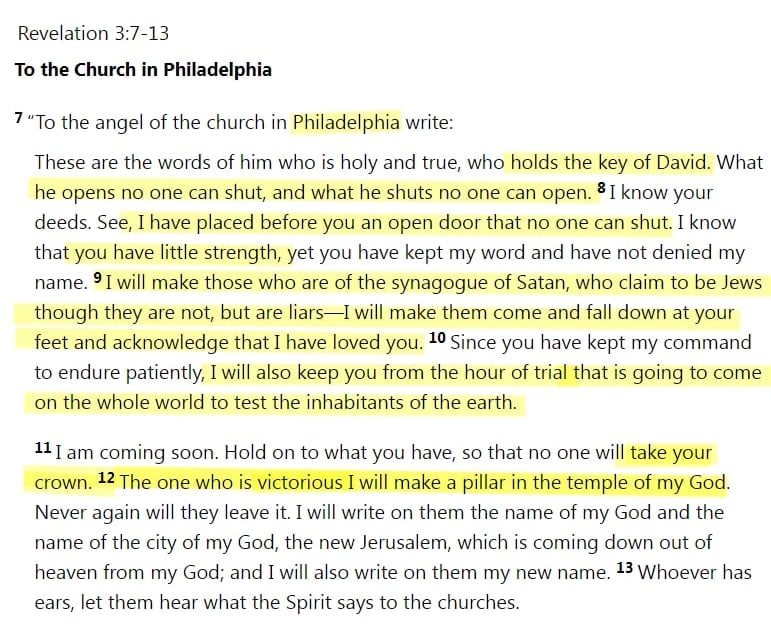 Revelation 3:7-13
To the Church in Philadelphia
7 “To the angel of the church in Philadelphia write:
These are the words of him who is holy and true, who holds the key of David. What
he opens no one can shut, and what he shuts no one can open. 8 I know your
deeds. See, I have placed before you an open door that no one can shut. I know
that you have little strength, yet you have kept my word and have not denied my
name. 9 I will make those who are of the synagogue of Satan, who claim to be Jews
though they are not, but are liars—I will make them come and fall down at your
feet and acknowledge that I have loved you. 10 Since you have kept my command
to endure patiently, I will also keep you from the hour of trial that is going to come
on the whole world to test the inhabitants of the earth.
11 I am coming soon. Hold on to what you have, so that no one will take your
crown. 12 The one who is victorious I will make a pillar in the temple of my God.
Never again will they leave it. I will write on them the name of my God and the
name of the city of my God, the new Jerusalem, which is coming down out of
heaven from my God; and I will also write on them my new name. 13 Whoever has
ears, let them hear what the Spirit says to the churches.